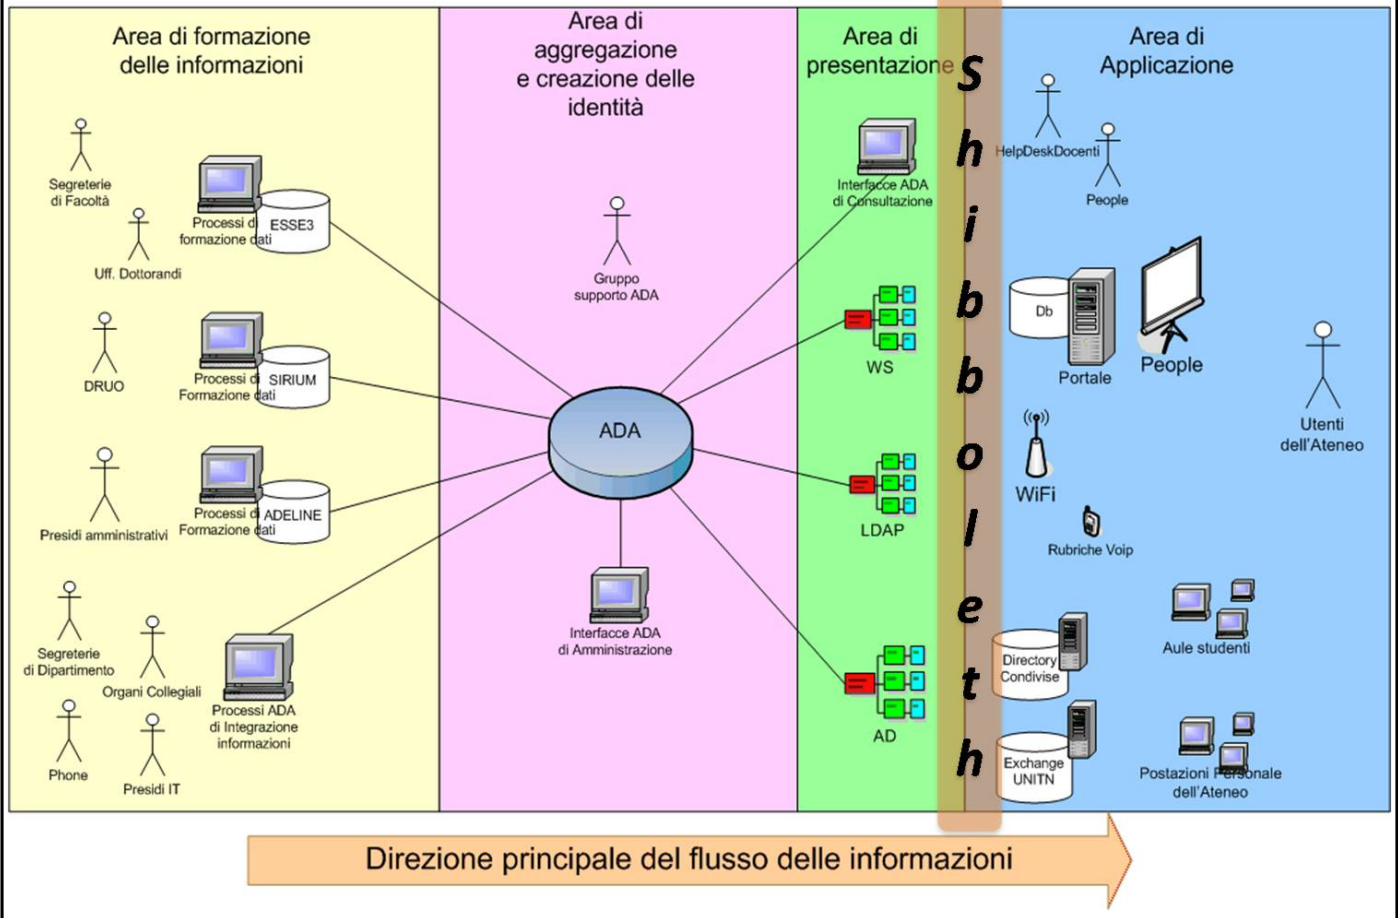 Area di formazione
delle informazioni
Segreterie
di Facoltà
Processi di
formazione dati
ESSE3
Uff. Dottorandi
DRUO
Processi di
Formazione dati
SIRIUM
Presidi amministrativi
Processi di
Formazione dati
ADELINE
Segreterie
di Dipartimento
Organi Collegiali
Processi ADA
di Integrazione
informazioni
Phone
Presidi IT
Area di
aggregazione
e creazione delle
identità
Gruppo
supporto ADA
ADA
Interfacce ADA
di Amministrazione
Area di
presentazione
Interfacce ADA
di Consultazione
WS
LDAP
AD
Shibboleth
Area di
Applicazione
HelpDeskDocenti
People
Db
Portale
People
Utenti
dell'Ateneo
WiFi
Rubriche Voip
Directory
Condivise
Aule studenti
Exchange
UNITN
Postazioni Personale
dell'Ateneo
Direzione principale del flusso delle informazioni